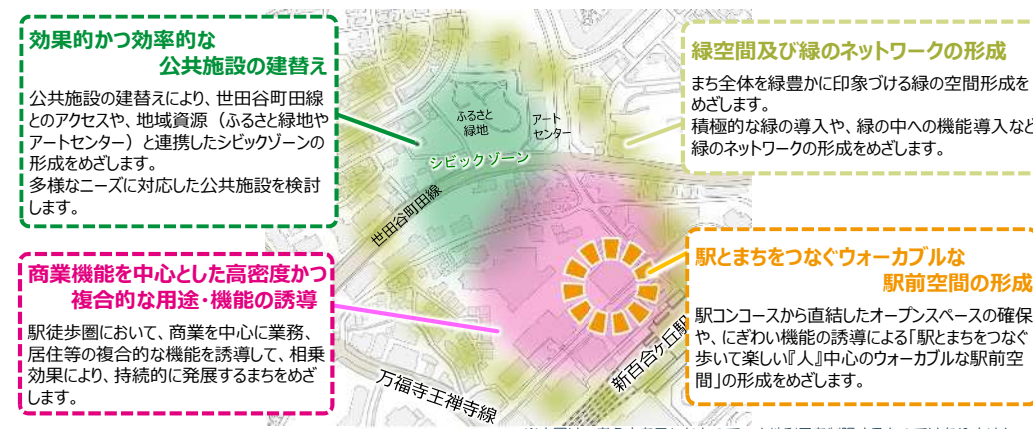 効果的かつ効率的な
公共施設の建替え
公共施設の建替えにより、世田谷町田線
とのアクセスや、地域資源（ふるさと緑地や
アートセンター）と連携したシビックゾーンの
形成をめざします。
多様なニーズに対応した公共施設を検討
します。
商業機能を中心とした高密度かつ
複合的な用途・機能の誘導
駅徒歩圏において、商業を中心に業務、
居住等の複合的な機能を誘導して、相乗
効果により、持続的に発展するまちをめざ
します。
ふるさと
緑地
アート
センター
シビックゾーン
世田谷町田線
万福寺王禅寺線
新百合ヶ丘駅
緑空間及び緑のネットワークの形成
まち全体を緑豊かに印象づける緑の空間形成を
めざします。
積極的な緑の導入や、緑の中への機能導入など
緑のネットワークの形成をめざします。
駅とまちをつなぐウォーカブルな
駅前空間の形成
駅コンコースから直結したオープンスペースの確保
や、にぎわい機能の誘導による「駅とまちをつなぐ
歩いて楽しい『人』中心のウォーカブルな駅前空
間」の形成をめざします。